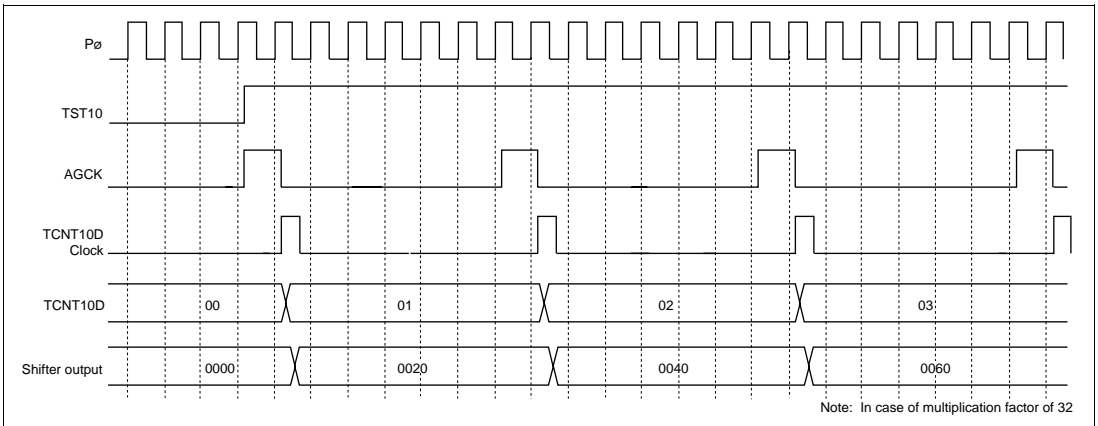 Pø
TST10
AGCK
TCNT10D
Clock
TCNT10D 00 01 02 03
Shifter output 0000 0020 0040 0060
Note: In case of multiplication factor of 32